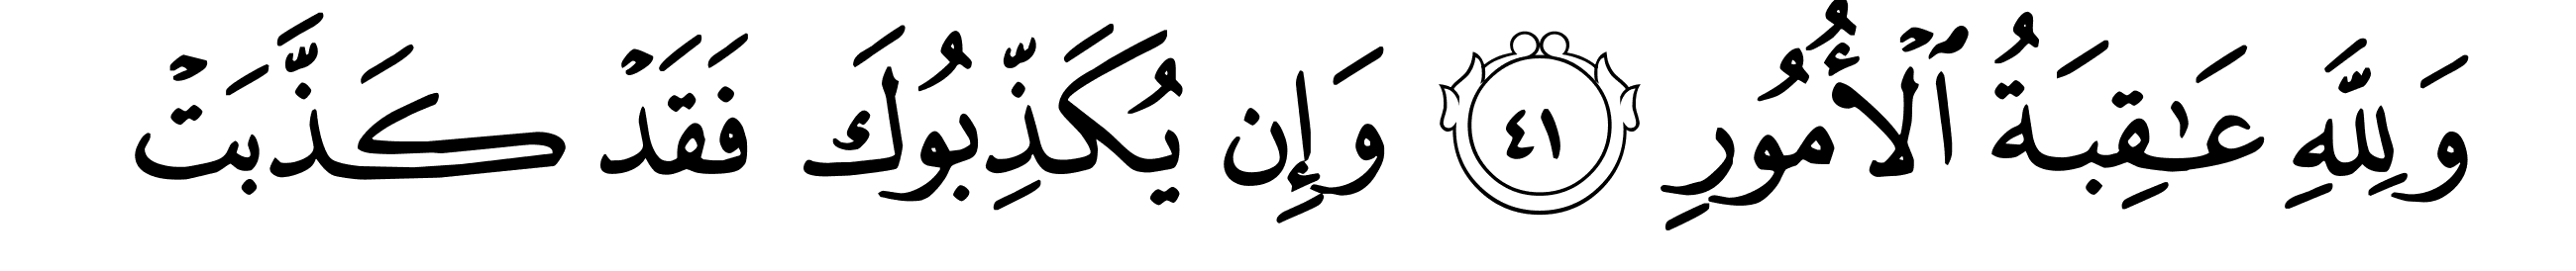 وَلِلَّهِ عَٰقِبَةُ ٱلْأُمُورِ ٤١ وَإِن يُكَذِّبُوكَ فَقَدْ كَذَّبَتْ